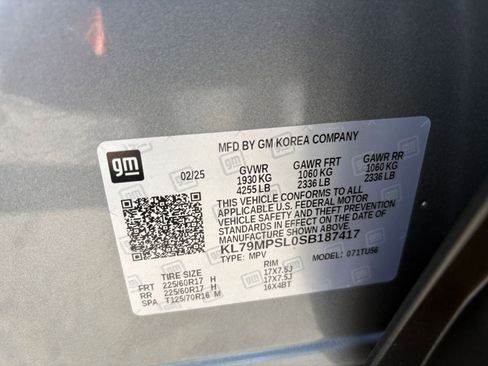 MFD BY GM KOREA COMPANY
gm
02/25
GVWR GAWR FRT GAWR RR
1930 KG 1060 KG 1060 KG
4255 LB 2336 LB 2336 LB
THIS VEHICLE CONFORMS TO ALL
APPLICABLE U.S. FEDERAL MOTOR
VEHICLE SAFETY AND BUMPER
STANDARDS IN EFFECT ON THE DATE
OF MANUFACTURE SHOWN ABOVE.
KL79MPSL0SB187417
TYPE: MPV MODEL: 071TU56
TIRE SIZE RIM
FRT 225/60R17 H 17X7.5J
RR 225/60R17 H 17X7.5J
SPA T125/70R16 M 16X4BT